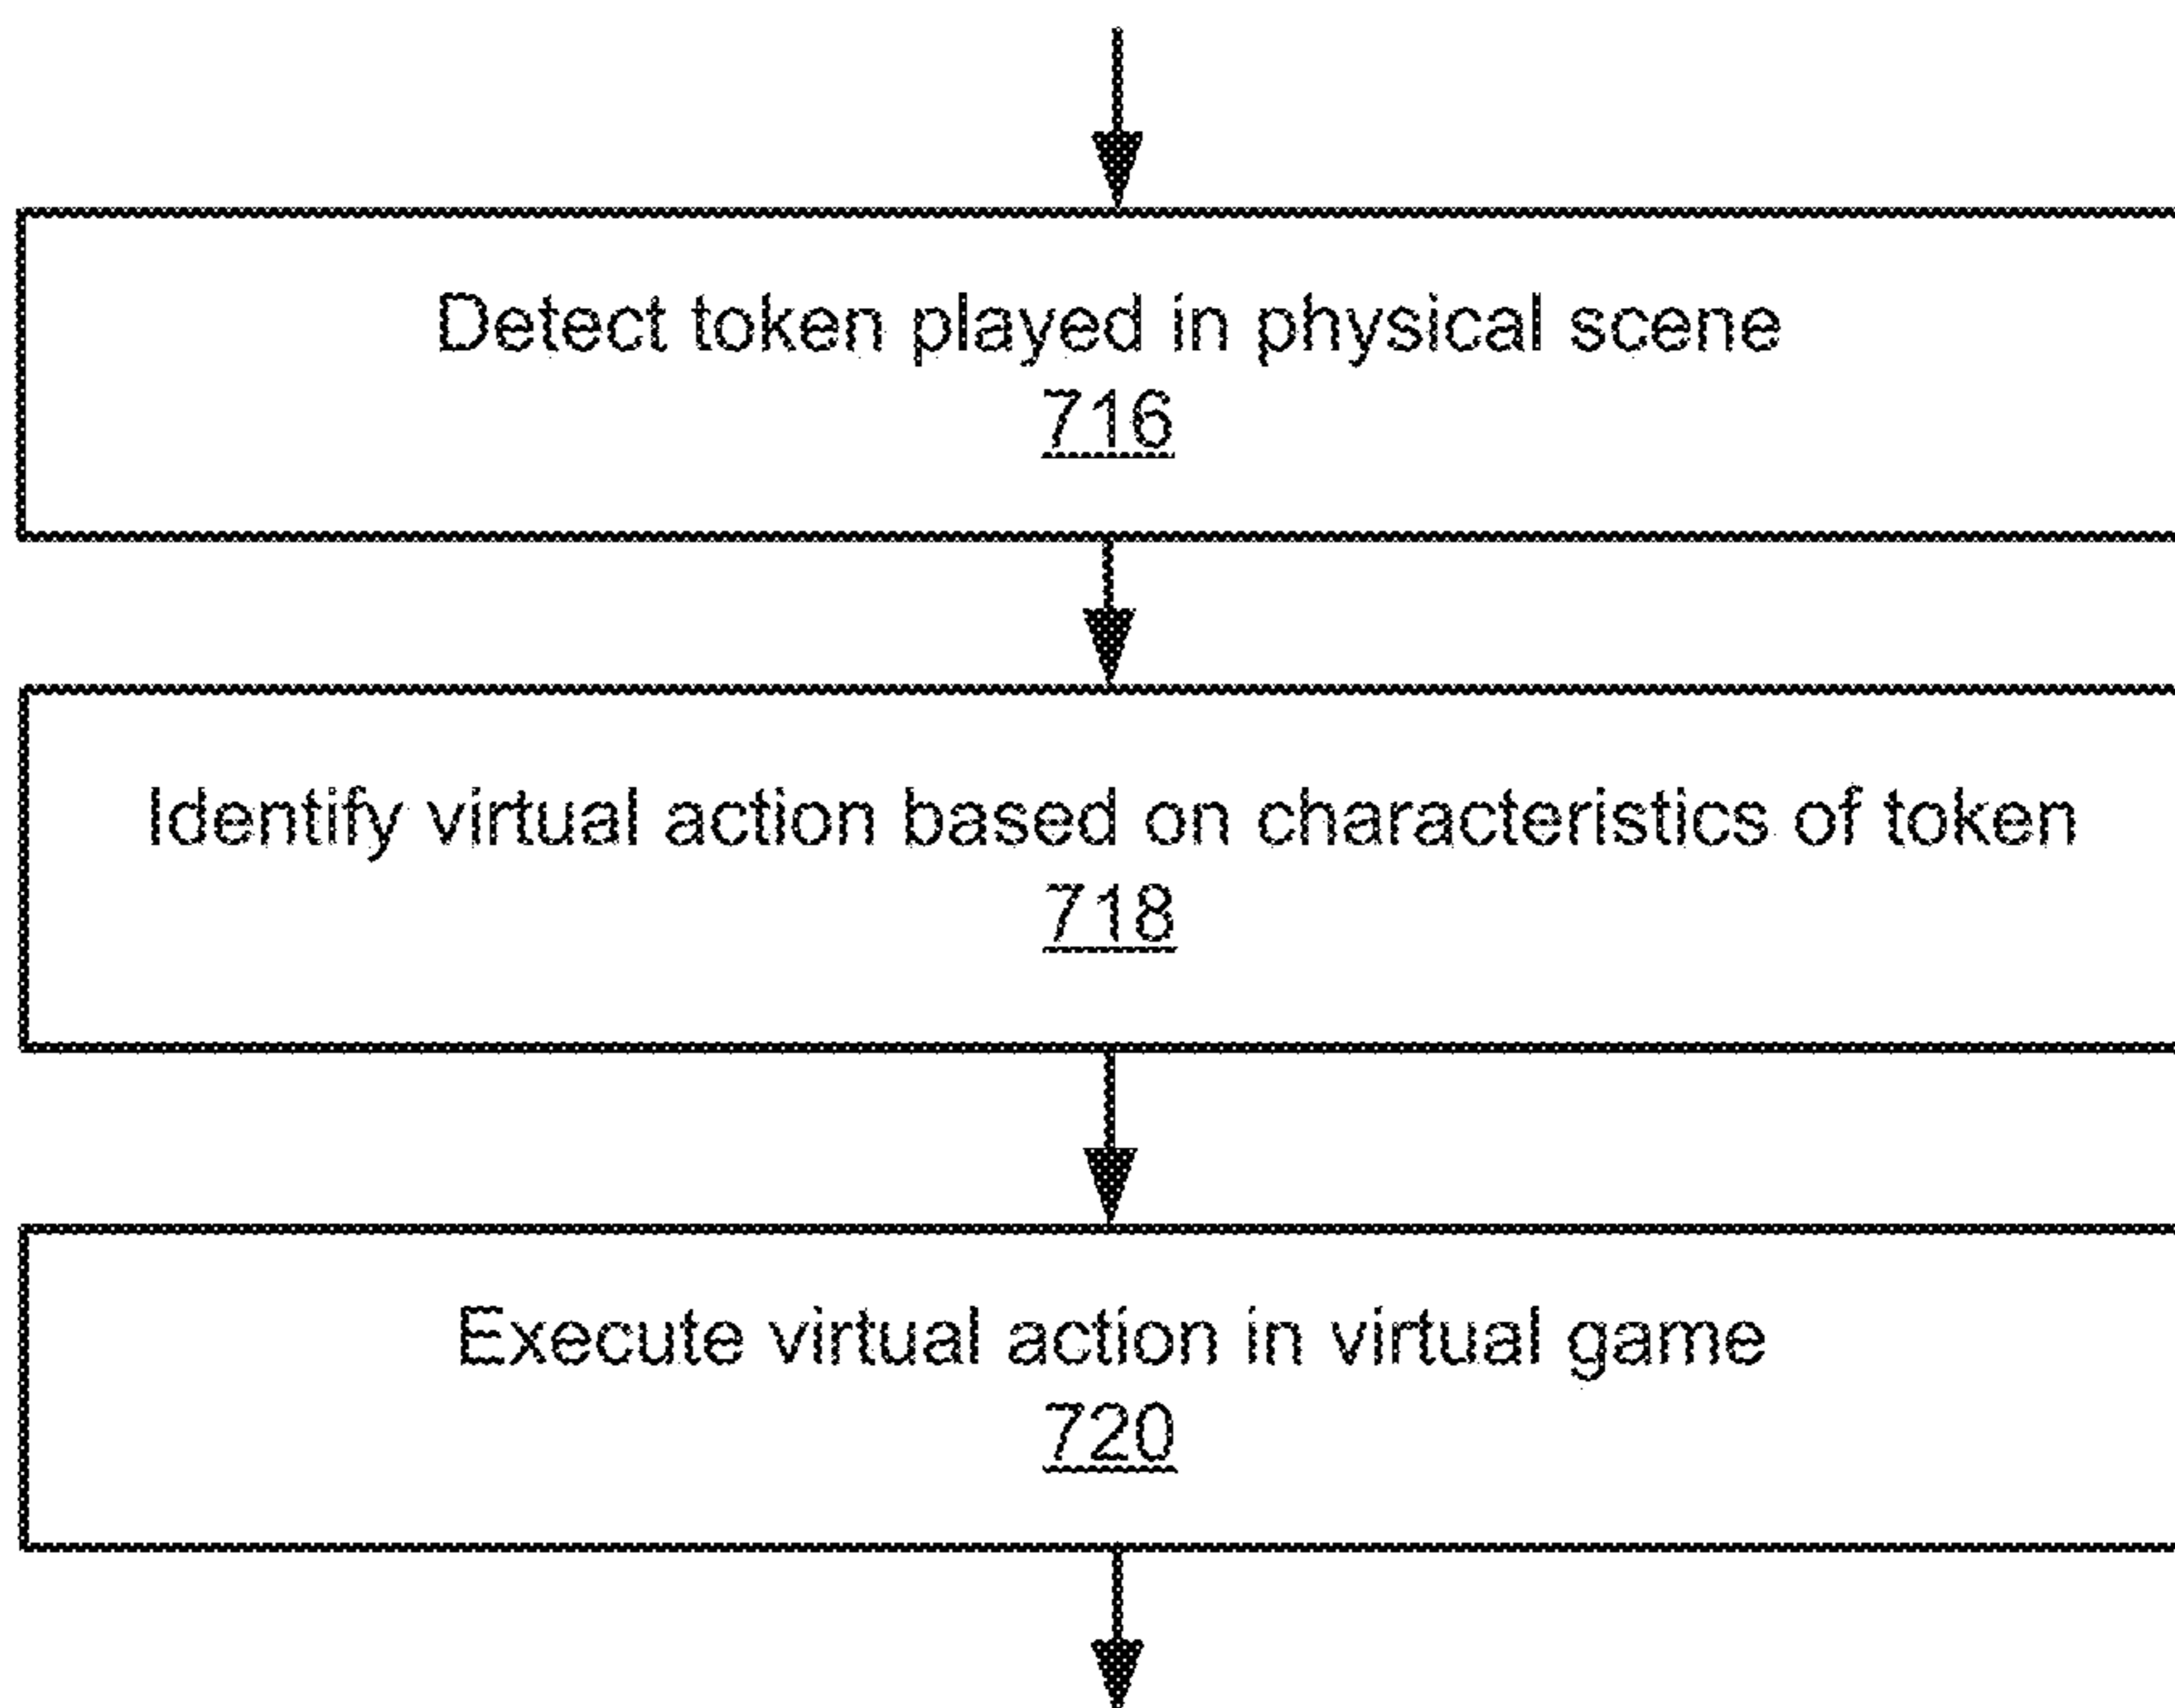 Detect token played in physical scene
716
Identify virtual action based on characteristics of token
718
Execute virtual action in virtual game
720